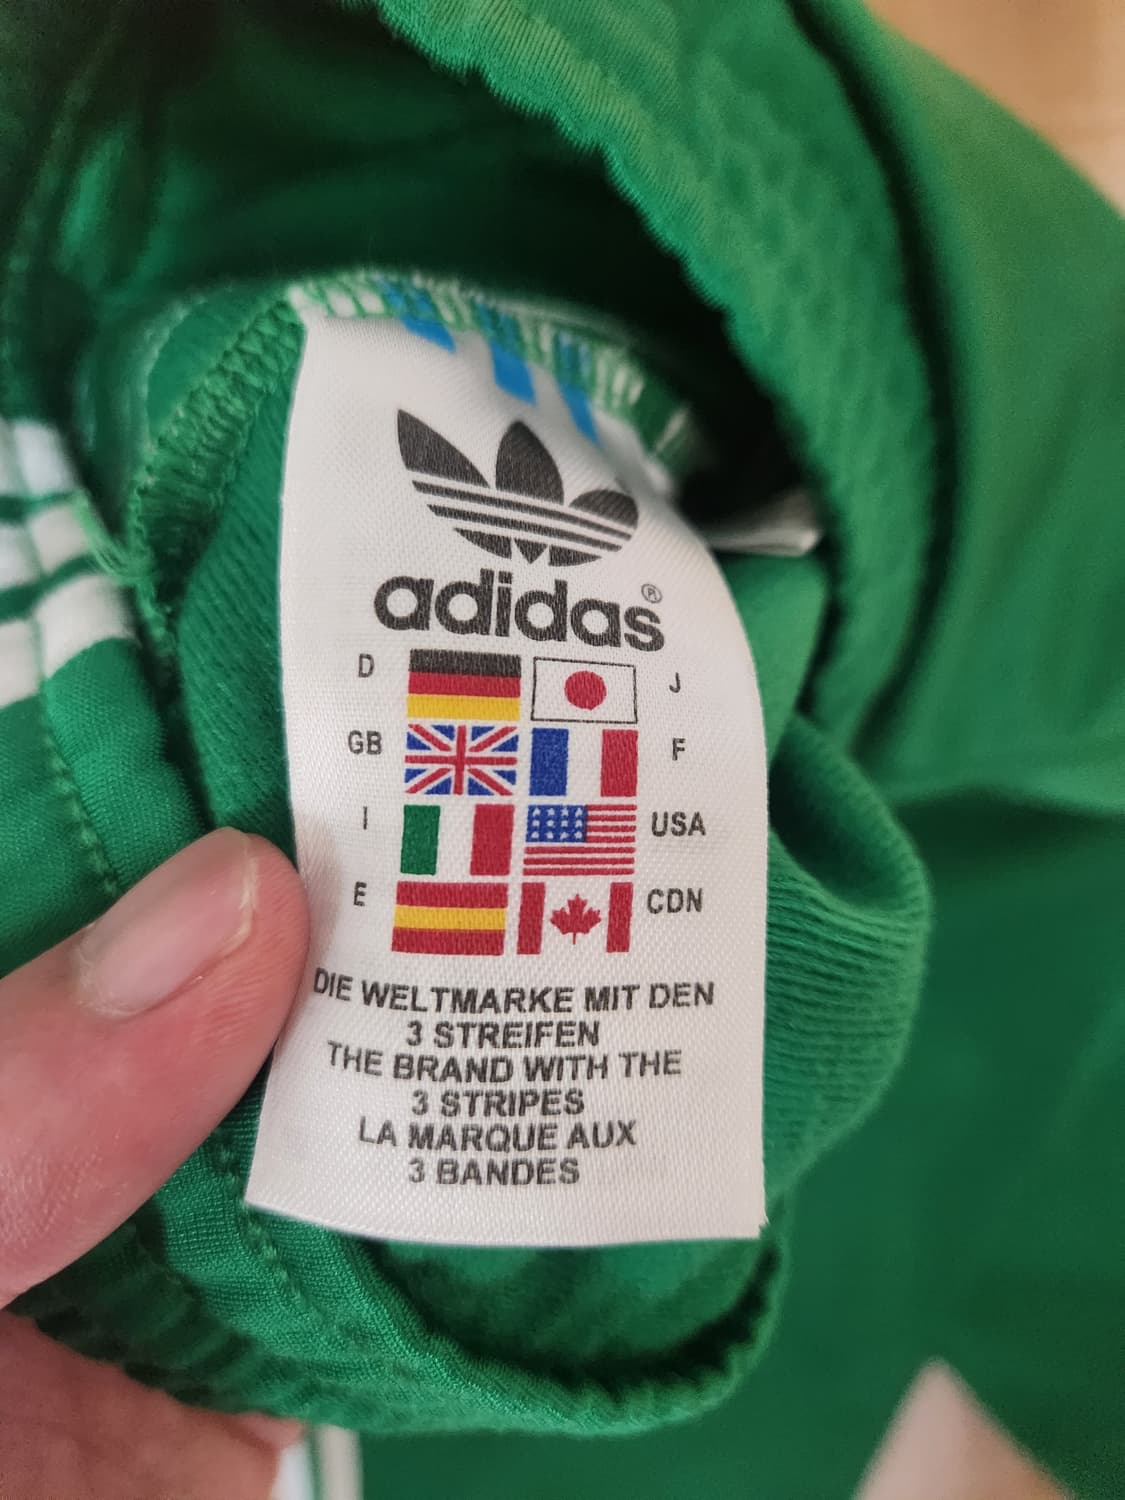 adidas®
D J
GB F
I USA
E CDN
DIE WELTMARKE MIT DEN
3 STREIFEN
THE BRAND WITH THE
3 STRIPES
LA MARQUE AUX
3 BANDES